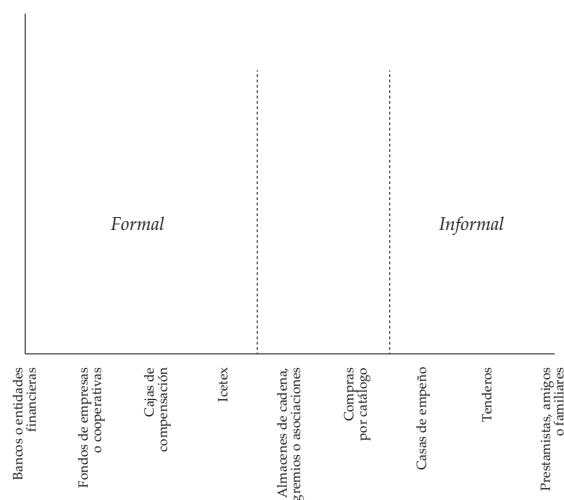 Formal
Informal
Bancos o entidades
financieras
Fondos de empresas
o cooperativas
Cajas de
compensación
Icetex
Almacenes de cadena,
gremios o asociaciones
Compras
por catálogo
Casas de empeño
Tenderos
Prestamistas, amigos
o familiares